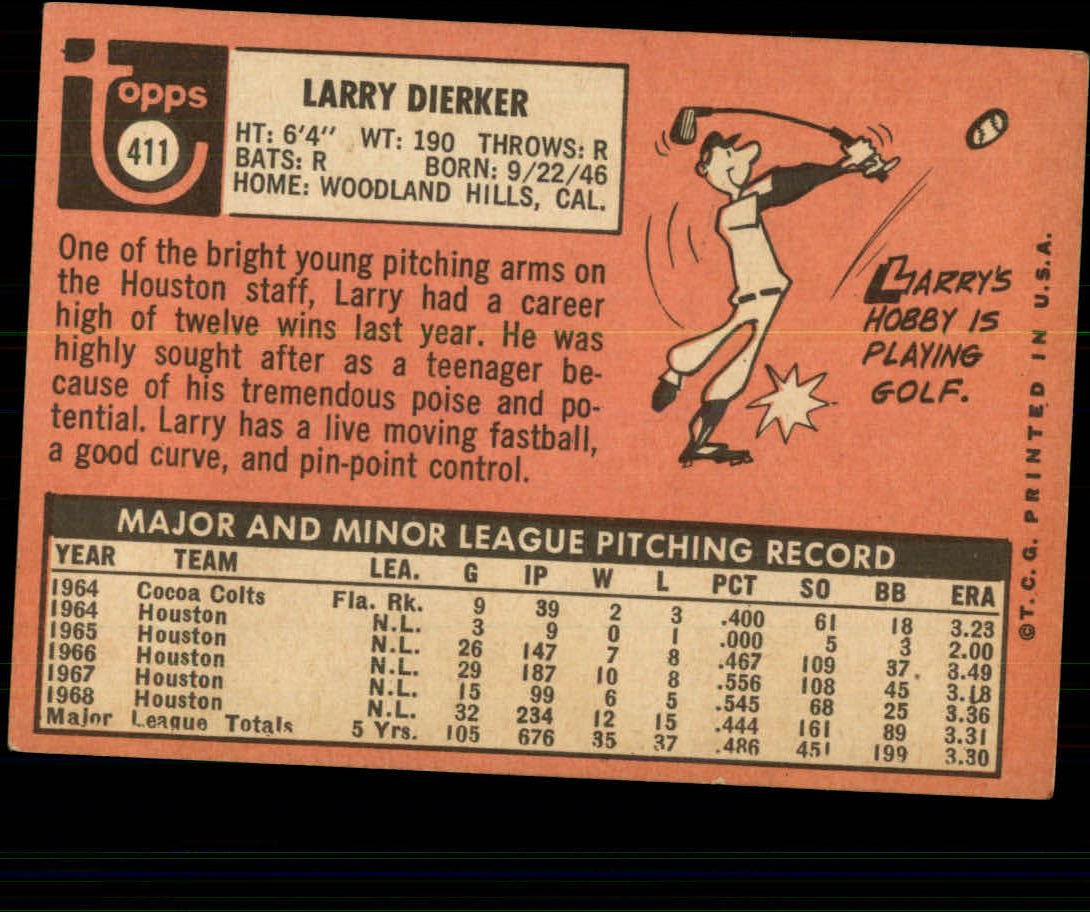 Topps
411
LARRY DIERKER
HT: 6'4" WT: 190 THROWS: R
BATS: R BORN: 9/22/46
HOME: WOODLAND HILLS, CAL.
One of the bright young pitching arms on
the Houston staff, Larry had a career
high of twelve wins last year. He was
highly sought after as a teenager be-
cause of his tremendous poise and po-
tential. Larry has a live moving fastball,
a good curve, and pin-point control.
LARRY'S
HOBBY IS
PLAYING
GOLF.
©T.C.G. PRINTED IN U.S.A.
MAJOR AND MINOR LEAGUE PITCHING RECORD
YEAR TEAM LEA. G IP W L PCT SO BB ERA
1964 Cocoa Colts Fla. Rk. 9 39 2 3 .400 61 18 3.23
1964 Houston N.L. 3 9 0 1 .000 5 3 2.00
1965 Houston N.L. 26 147 7 8 .467 109 37 3.49
1966 Houston N.L. 29 187 10 8 .556 108 45 3.18
1967 Houston N.L. 15 99 6 5 .545 68 25 3.36
1968 Houston N.L. 32 234 12 15 .444 161 89 3.31
Major League Totals 5 Yrs. 105 676 35 37 .486 451 199 3.30